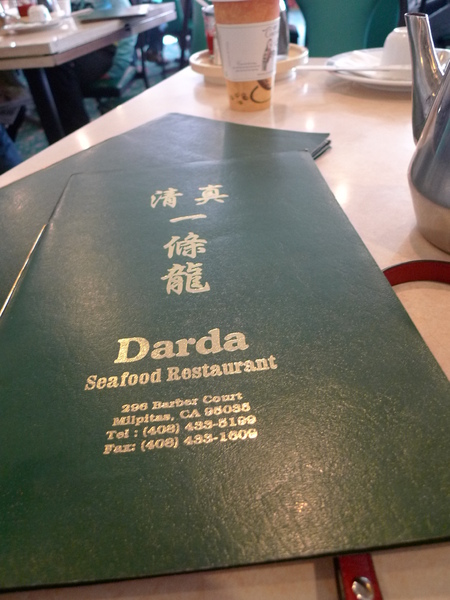 清真
一
條
龍
Darda
Seafood Restaurant
296 Barber Court
Milpitas, CA 95035
Tel : (408) 433-5199
Fax: (408) 433-1609